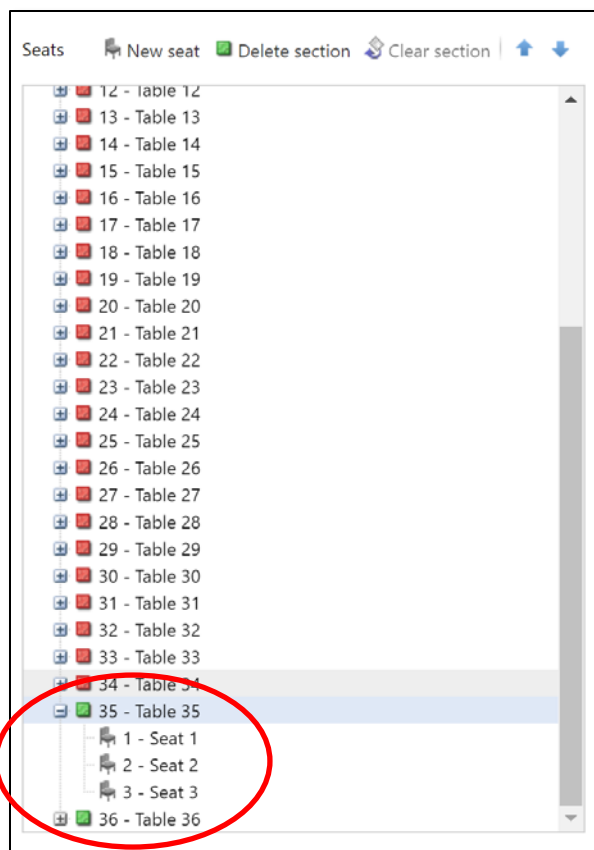 Seats New seat Delete section Clear section
12 - Table 12
13 - Table 13
14 - Table 14
15 - Table 15
16 - Table 16
17 - Table 17
18 - Table 18
19 - Table 19
20 - Table 20
21 - Table 21
22 - Table 22
23 - Table 23
24 - Table 24
25 - Table 25
26 - Table 26
27 - Table 27
28 - Table 28
29 - Table 29
30 - Table 30
31 - Table 31
32 - Table 32
33 - Table 33
34 - Table 34
35 - Table 35
1 - Seat 1
2 - Seat 2
3 - Seat 3
36 - Table 36